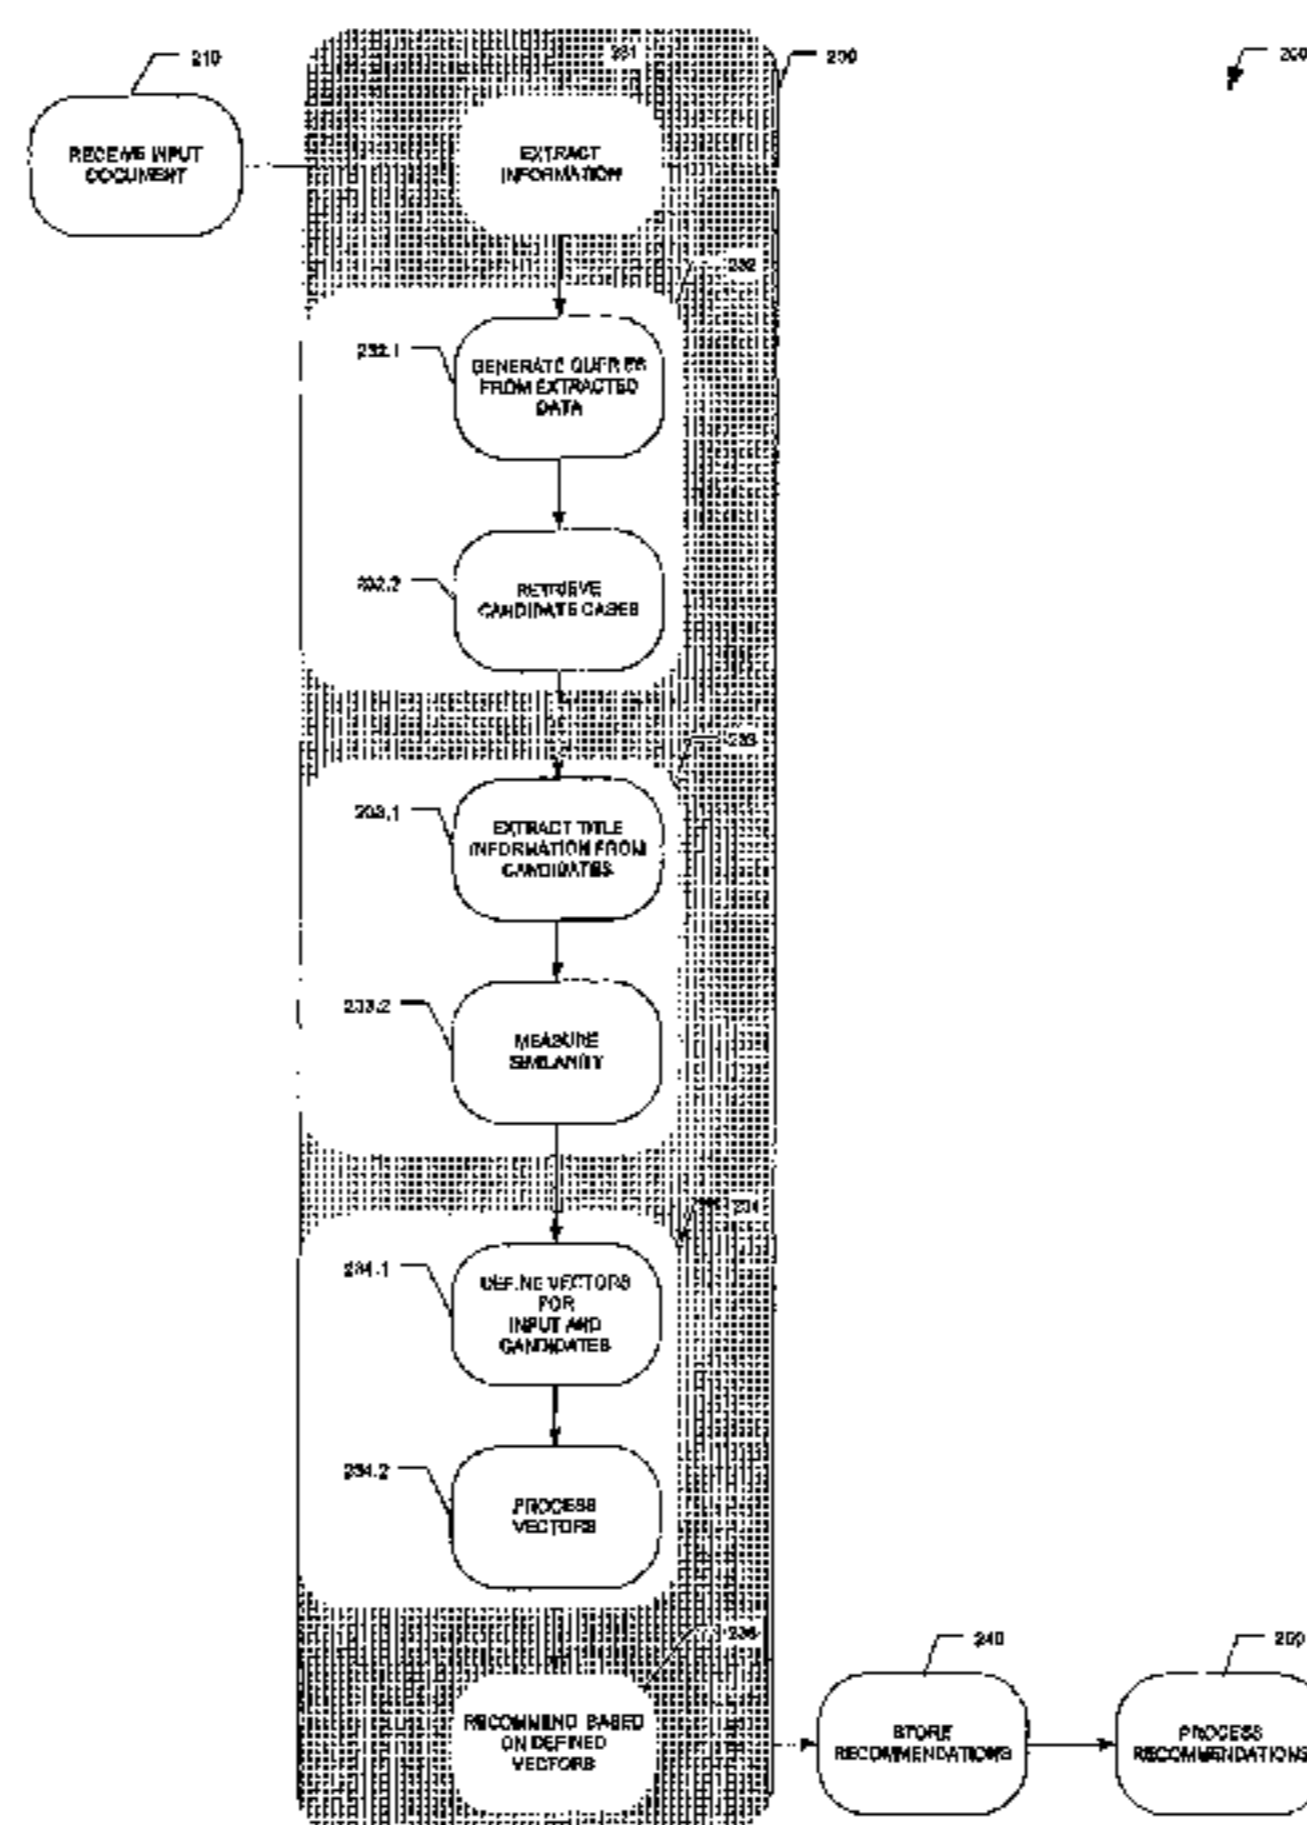 210
RECEIVE INPUT
DOCUMENT
231
EXTRACT
INFORMATION
230
200
232
232.1
GENERATE QUERIES
FROM EXTRACTED
DATA
232.2
RETRIEVE
CANDIDATE CASES
233
233.1
EXTRACT TITLE
INFORMATION FROM
CANDIDATES
233.2
MEASURE
SIMILARITY
234
234.1
DEFINE VECTORS
FOR
INPUT AND
CANDIDATES
234.2
PROCESS
VECTORS
RECOMMEND BASED
ON DEFINED
VECTORS
240
STORE
RECOMMENDATIONS
PROCESS
RECOMMENDATIONS